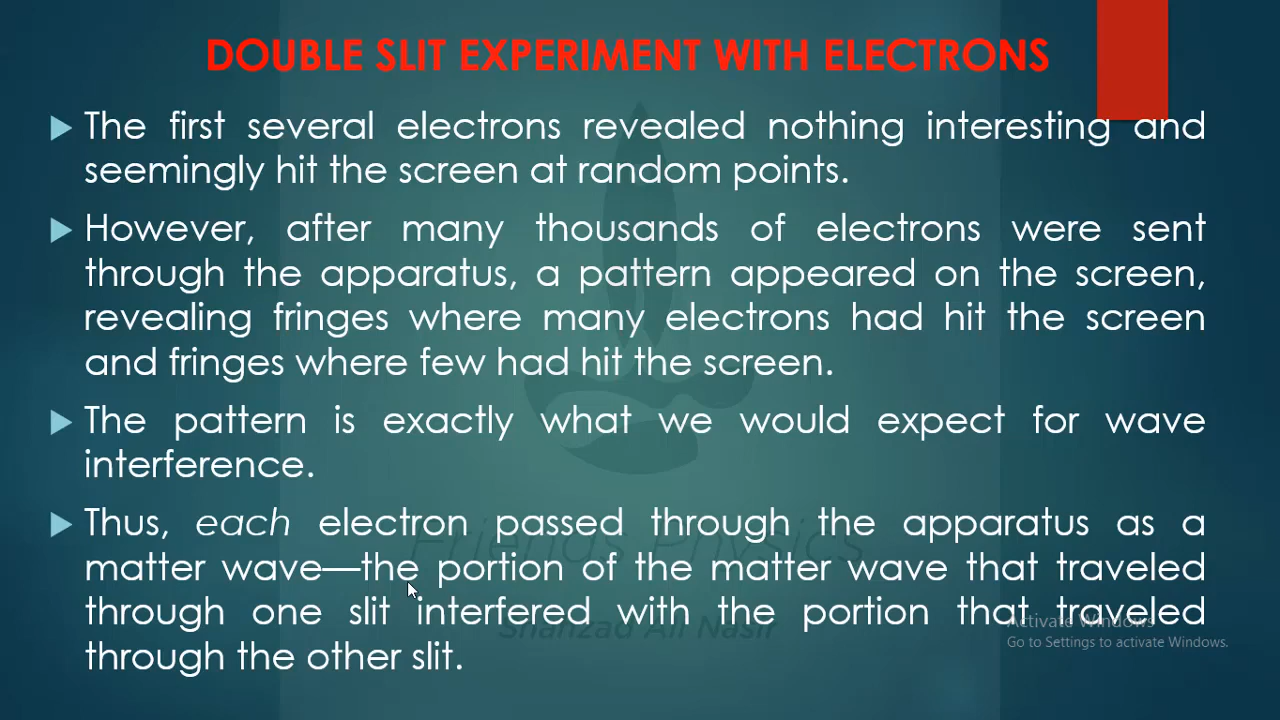 DOUBLE SLIT EXPERIMENT WITH ELECTRONS
The first several electrons revealed nothing interesting and
seemingly hit the screen at random points.
However, after many thousands of electrons were sent
through the apparatus, a pattern appeared on the screen,
revealing fringes where many electrons had hit the screen
and fringes where few had hit the screen.
The pattern is exactly what we would expect for wave
interference.
Thus, each electron passed through the apparatus as a
matter wave—the portion of the matter wave that traveled
through one slit interfered with the portion that traveled
through the other slit.
Friends Physics
Shahzad Ali Nasir
Activate Windows
Go to Settings to activate Windows.